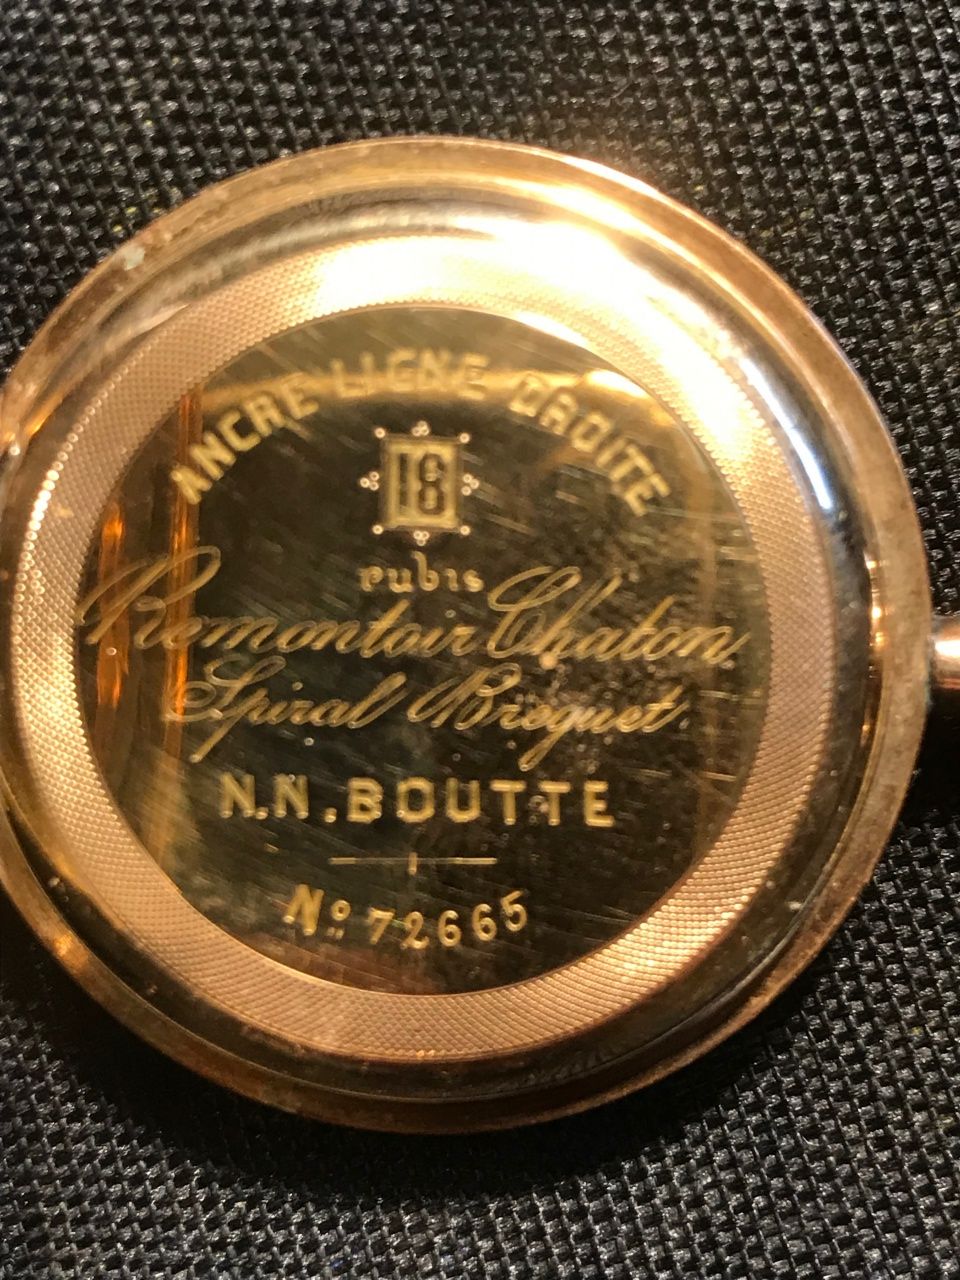 ANCRE LIGNE DROITE
18
rubis
Remontoir Chaton
Spiral Breguet
N.N.BOUTTE
No 72665